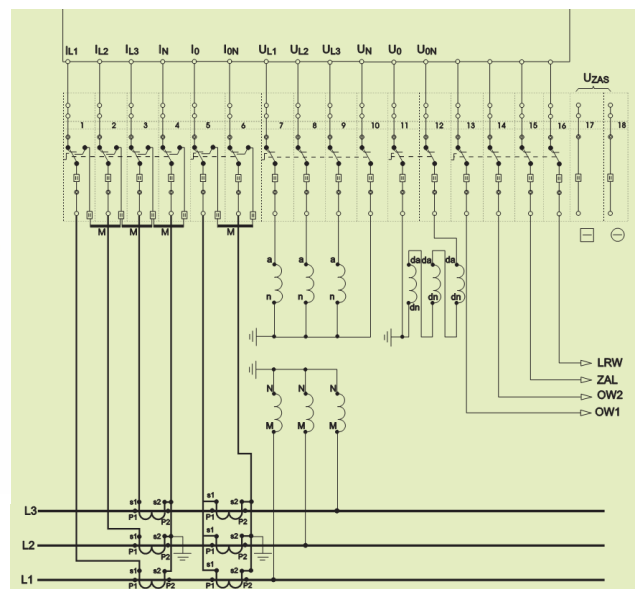 IL1 IL2 IL3 IN I0 I0N UL1 UL2 UL3 UN U0 U0N
UZAS
1 2 3 4 5 6 7 8 9 10 11 12 13 14 15 16 17 18
M M M
a a a da da da
n n n dn dn dn
LRW
ZAL
OW2
OW1
N N N
M M M
s1 s2 s1 s2
L3
P1 P2 P1 P2
s1 s2 s1 s2
L2
P1 P2 P1 P2
s1 s2 s1 s2
L1
P1 P2 P1 P2